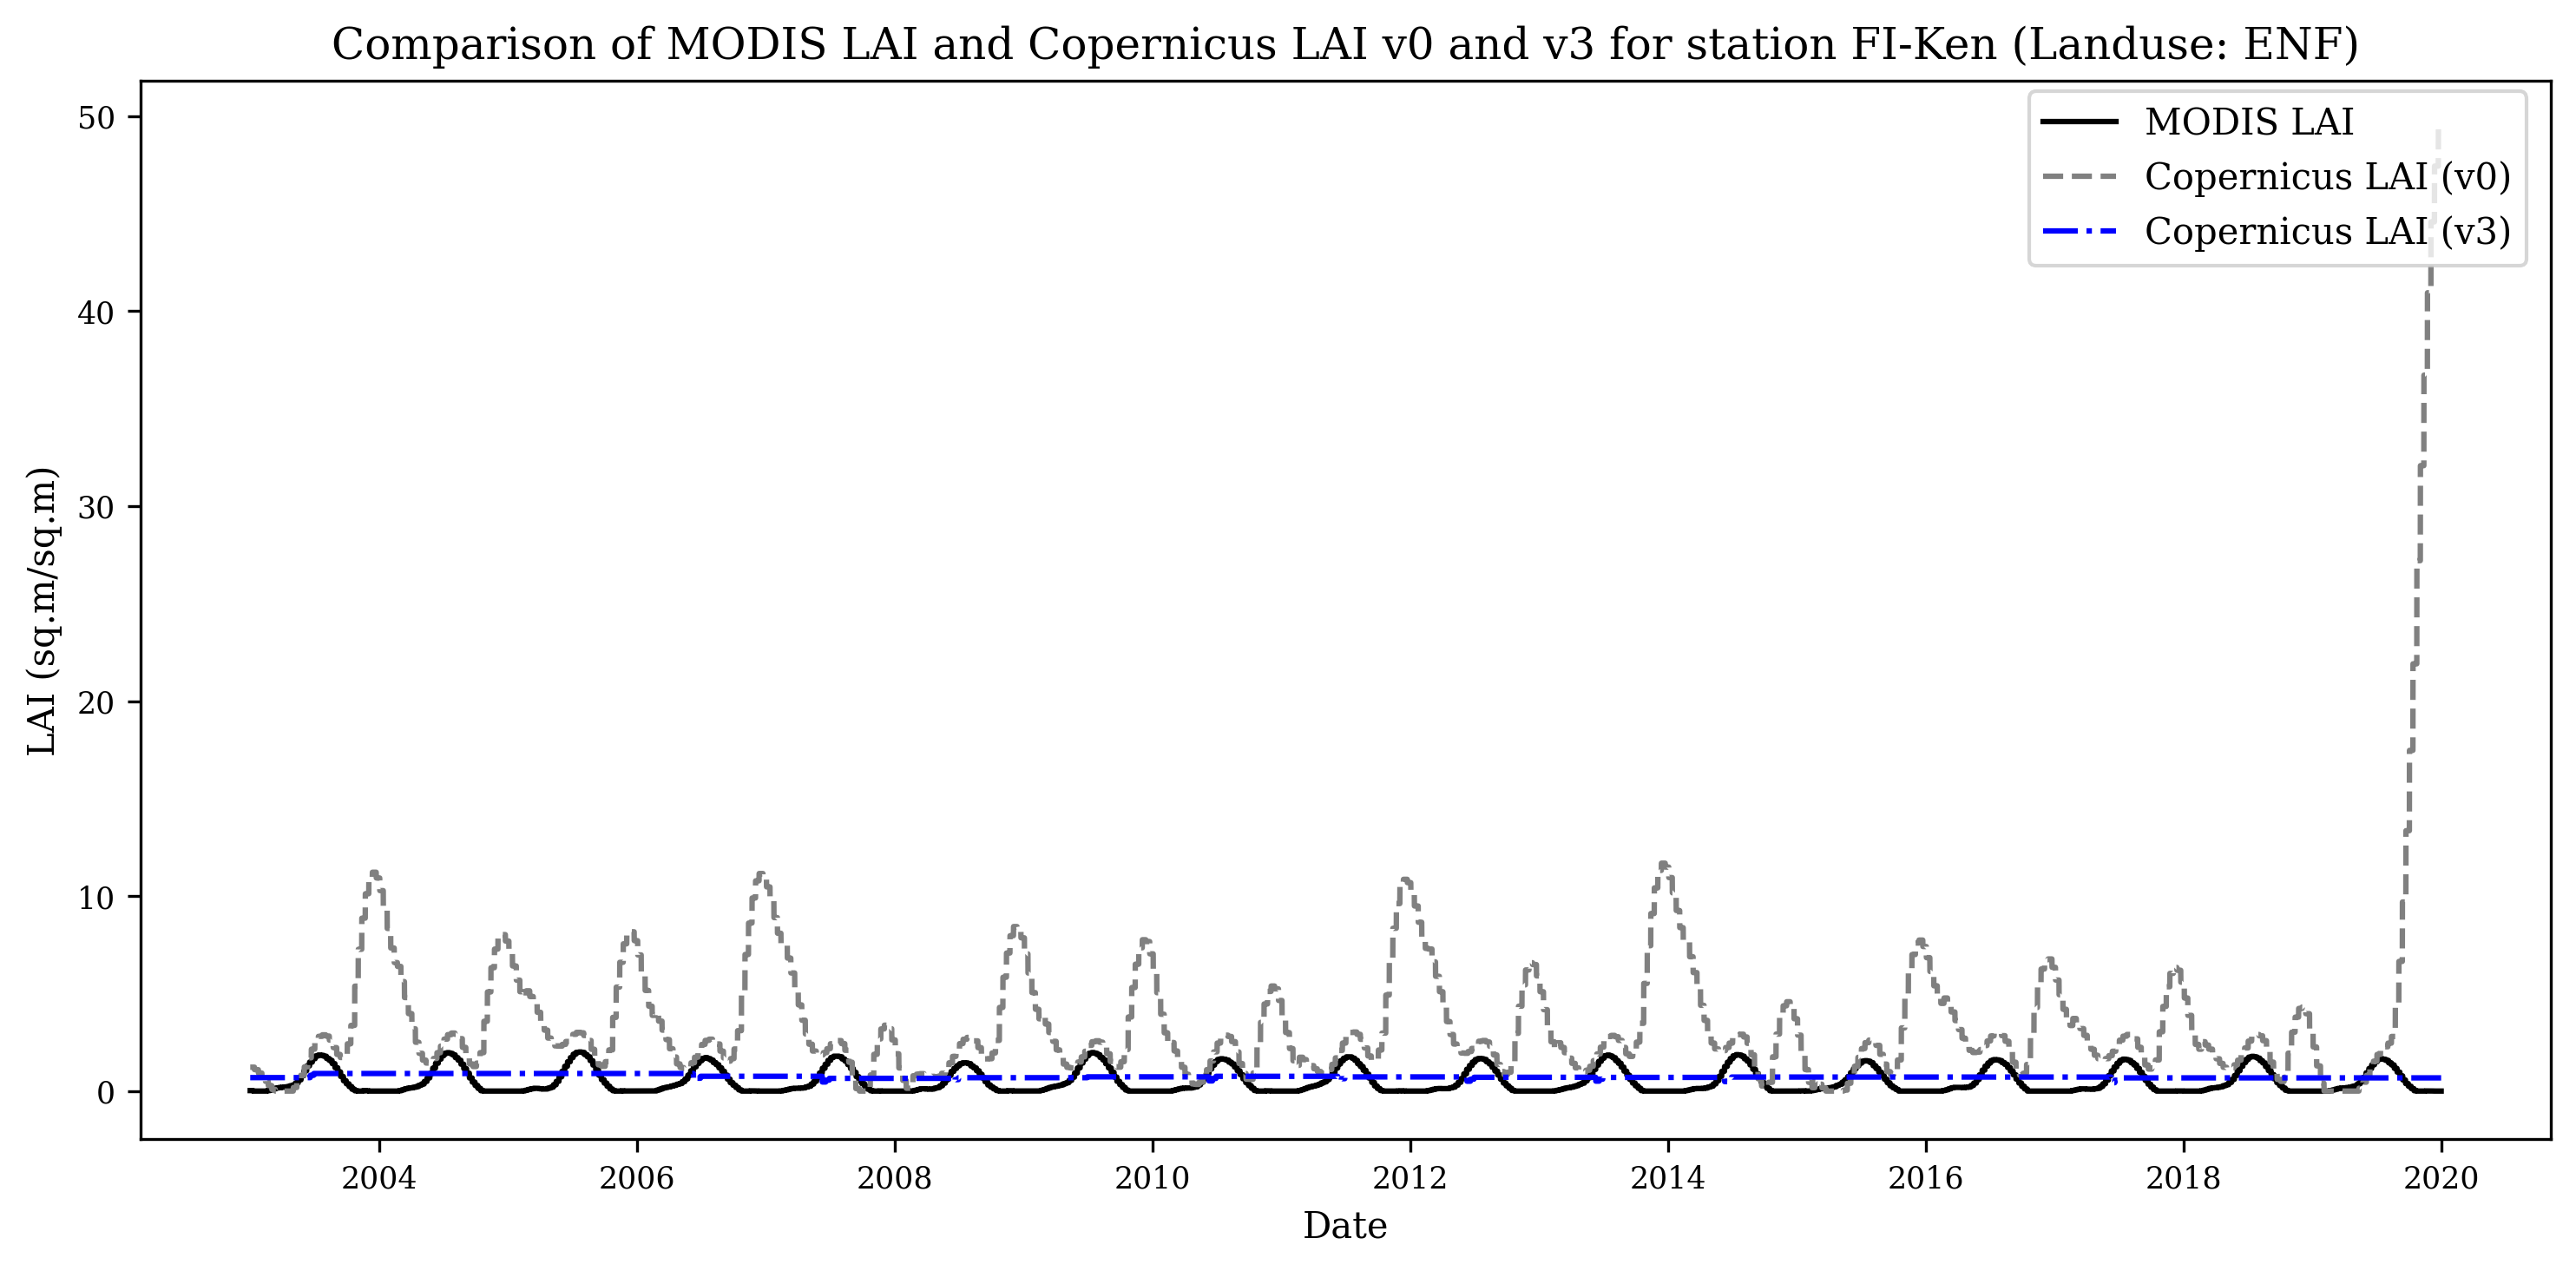 Comparison of MODIS LAI and Copernicus LAI v0 and v3 for station FI-Ken (Landuse: ENF)
MODIS LAI
Copernicus LAI (v0)
Copernicus LAI (v3)
50
40
30
20
10
0
LAI (sq.m/sq.m)
2004 2006 2008 2010 2012 2014 2016 2018 2020
Date